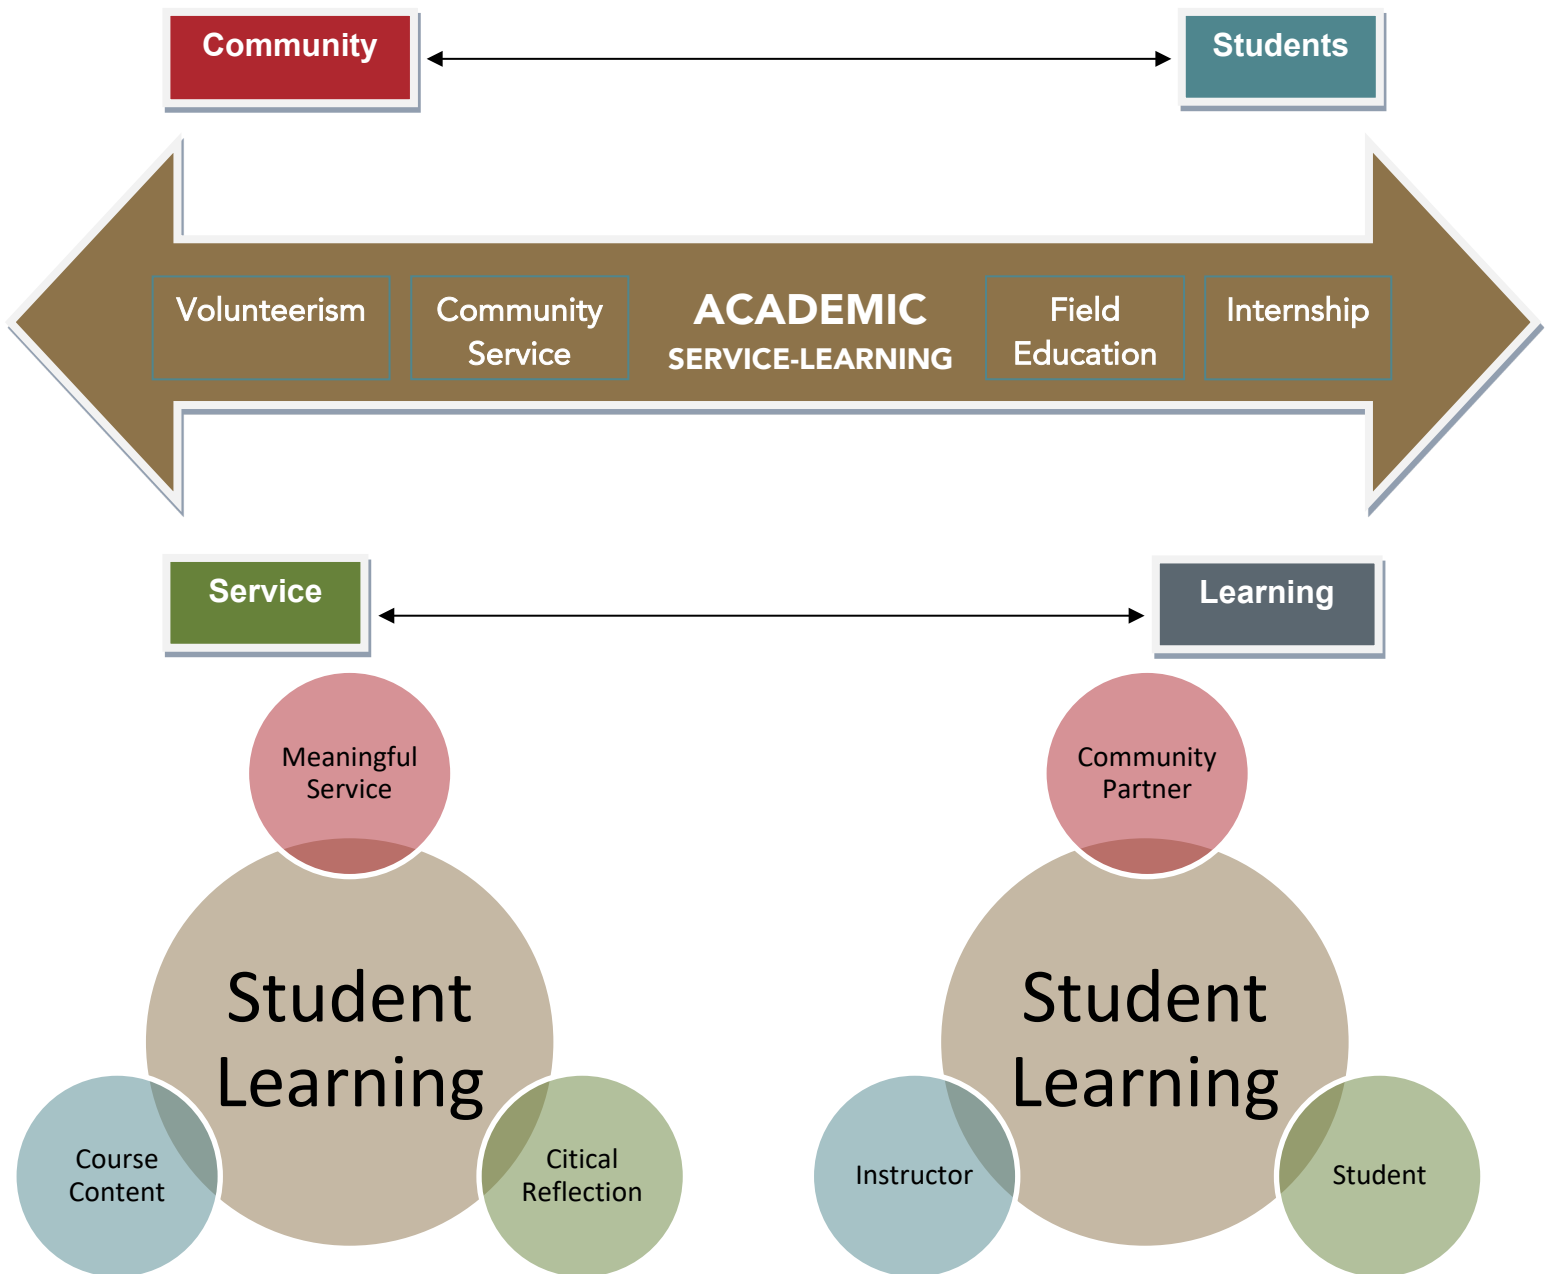 Community
Students
Volunteerism
Community
Service
ACADEMIC
SERVICE-LEARNING
Field
Education
Internship
Service
Learning
Meaningful
Service
Student
Learning
Course
Content
Citical
Reflection
Community
Partner
Student
Learning
Instructor
Student